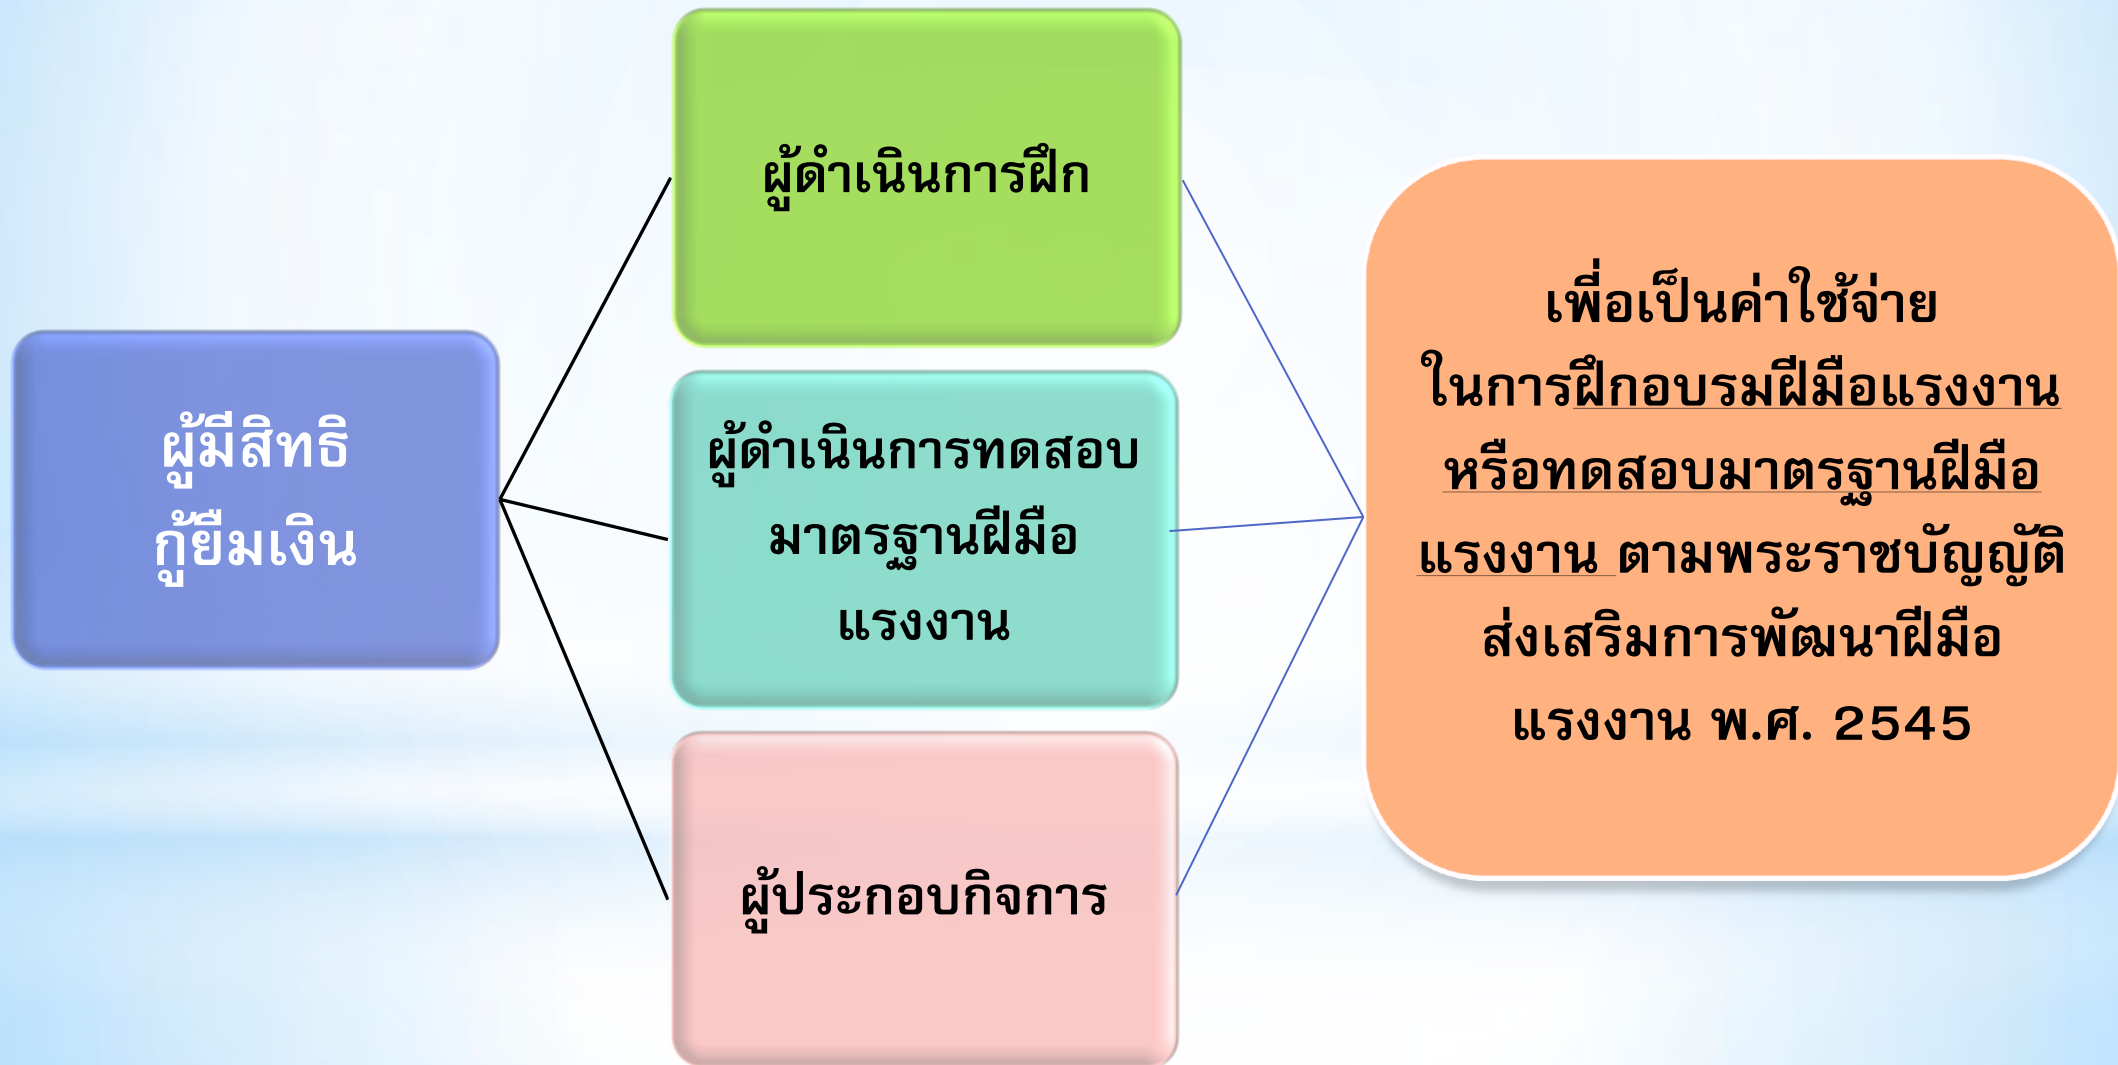 ผู้มีสิทธิ
กู้ยืมเงิน
ผู้ดำเนินการฝึก
ผู้ดำเนินการทดสอบ
มาตรฐานฝีมือ
แรงงาน
ผู้ประกอบกิจการ
เพื่อเป็นค่าใช้จ่าย
ในการฝึกอบรมฝีมือแรงงาน
หรือทดสอบมาตรฐานฝีมือ
แรงงาน ตามพระราชบัญญัติ
ส่งเสริมการพัฒนาฝีมือ
แรงงาน พ.ศ. 2545